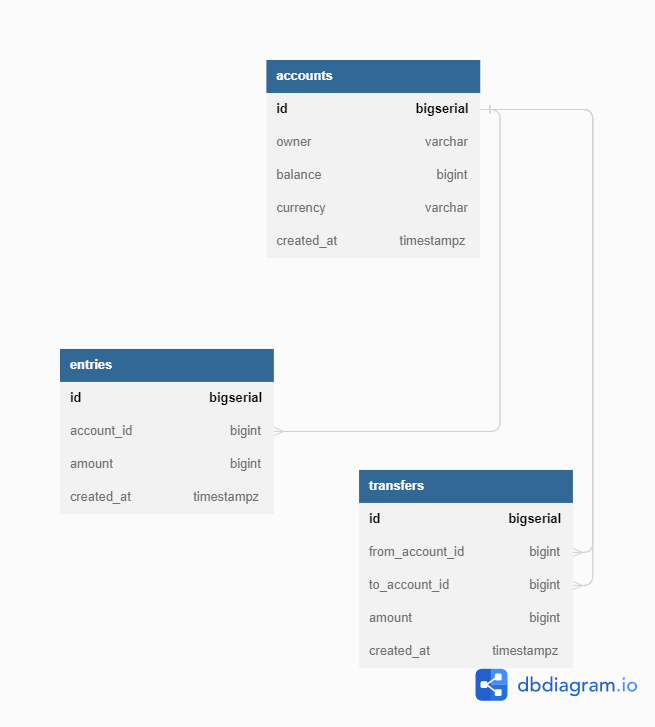 accounts
id bigserial
owner varchar
balance bigint
currency varchar
created_at timestampz
entries
id bigserial
account_id bigint
amount bigint
created_at timestampz
transfers
id bigserial
from_account_id bigint
to_account_id bigint
amount bigint
created_at timestampz
dbdiagram.io